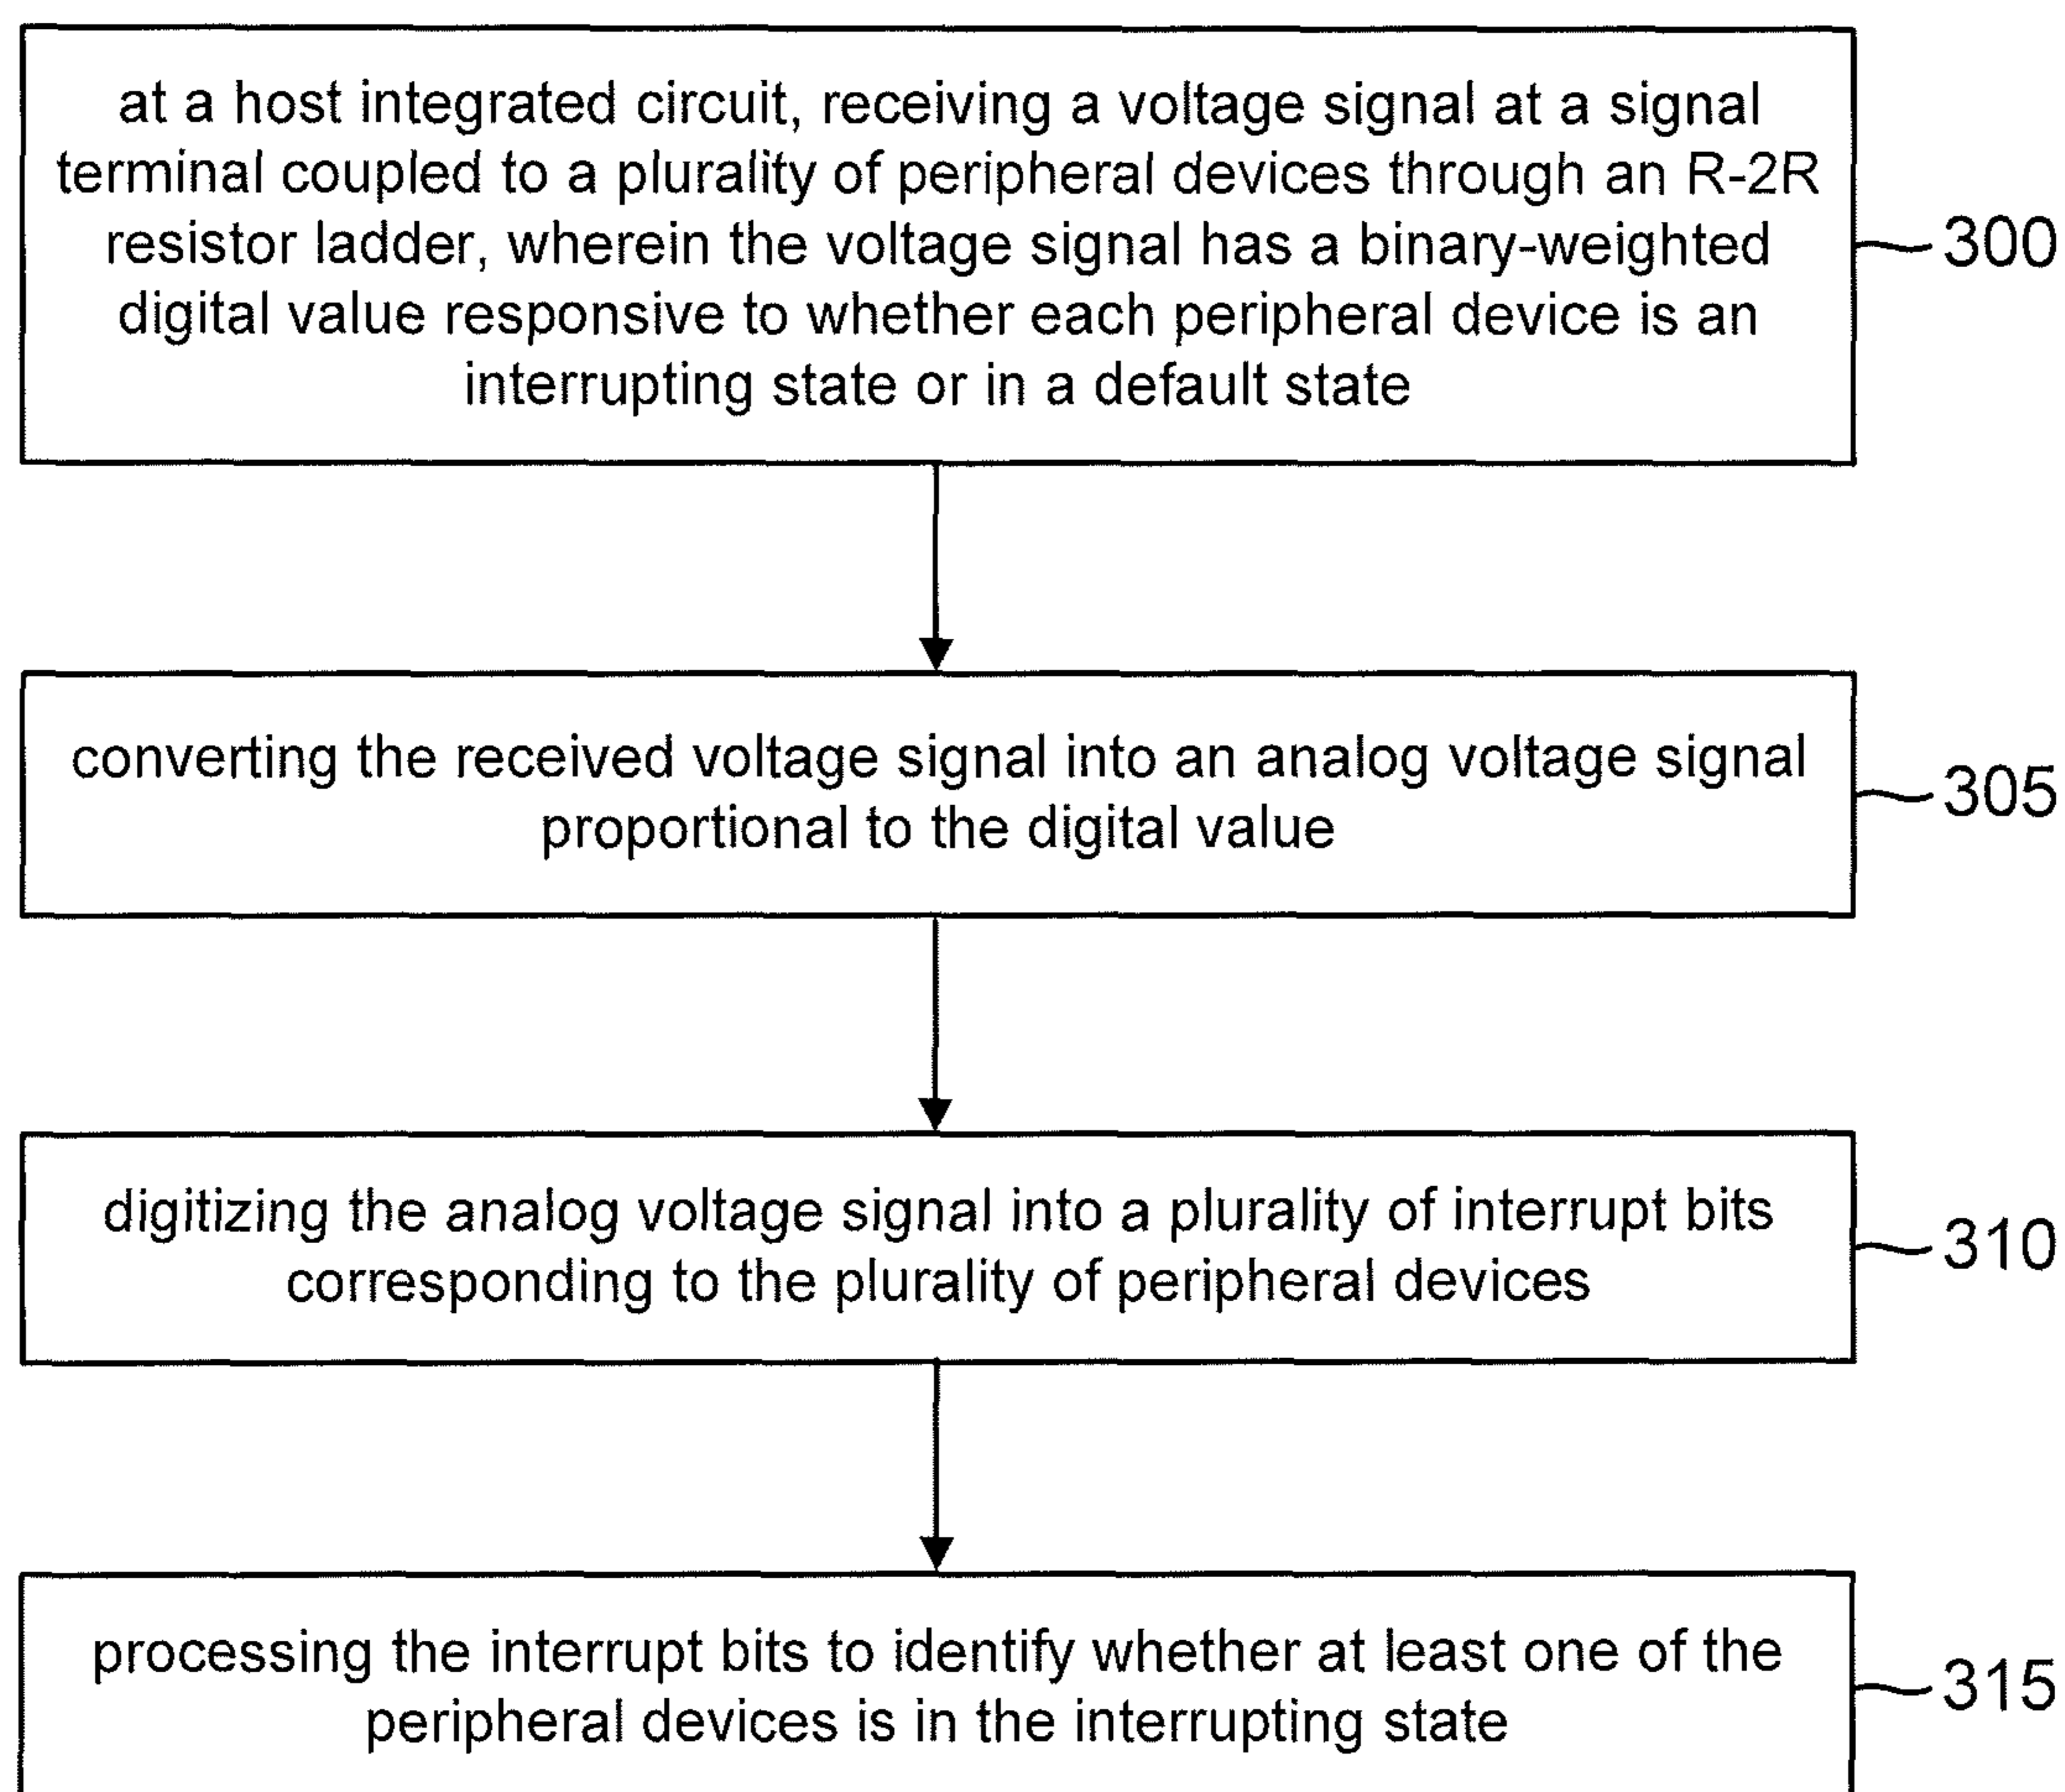 at a host integrated circuit, receiving a voltage signal at a signal
terminal coupled to a plurality of peripheral devices through an R-2R
resistor ladder, wherein the voltage signal has a binary-weighted
digital value responsive to whether each peripheral device is an
interrupting state or in a default state
300
converting the received voltage signal into an analog voltage signal
proportional to the digital value
305
digitizing the analog voltage signal into a plurality of interrupt bits
corresponding to the plurality of peripheral devices
310
processing the interrupt bits to identify whether at least one of the
peripheral devices is in the interrupting state
315